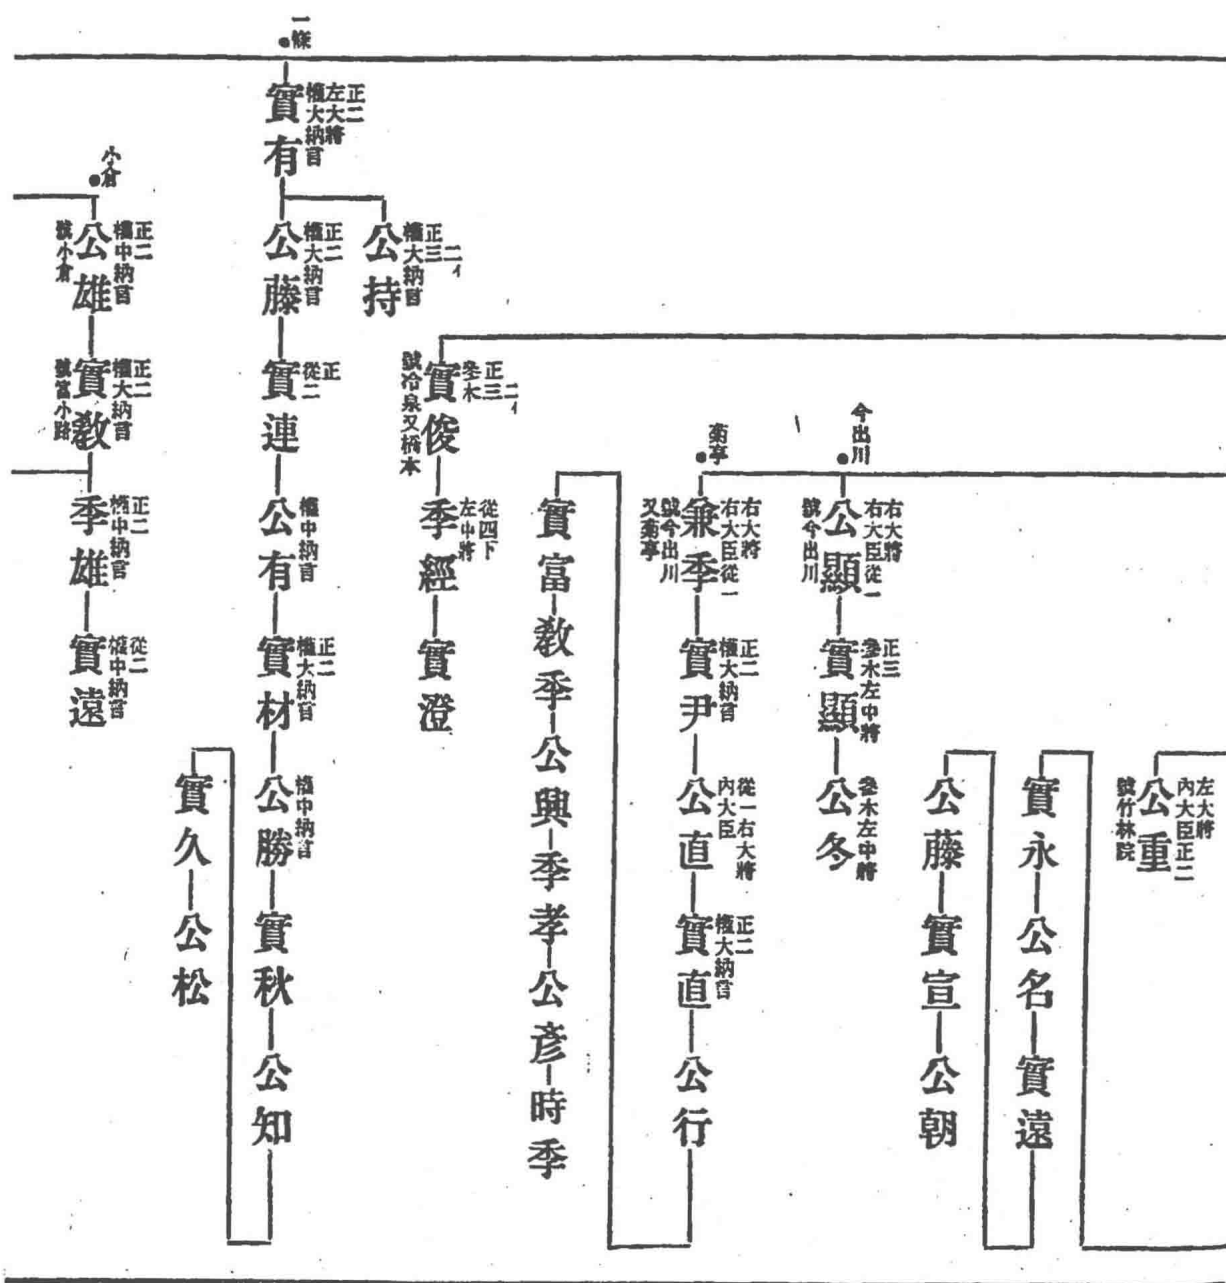 左大將
內大臣正二
公重
號竹林院
實永
公名
實遠
公藤
實宣
公朝
今出川
右大將
右大臣從一
公顯
號今出川
正三
參木左中將
實顯
參木左中將
公冬
菊亭
右大將
右大臣從一
兼季
號今出川
又菊亭
正二
權大納言
實尹
從一右大將
內大臣
公直
正二
權大納言
實直
公行
實富
敎季
公興
季孝
公彥
時季
二イ
正三
參木
實俊
號冷泉又橋本
從四下
左中將
季經
實澄
一條
正二
左大將
權大納言
實有
二イ
正三
權大納言
公持
正二
權大納言
公藤
正
從二
實連
權中納言
公有
正二
權大納言
實材
權中納言
公勝
實秋
公知
實久
公松
小倉
正二
權中納言
公雄
號小倉
正二
權大納言
實敎
號富小路
正二
權中納言
季雄
從二
權中納言
實遠